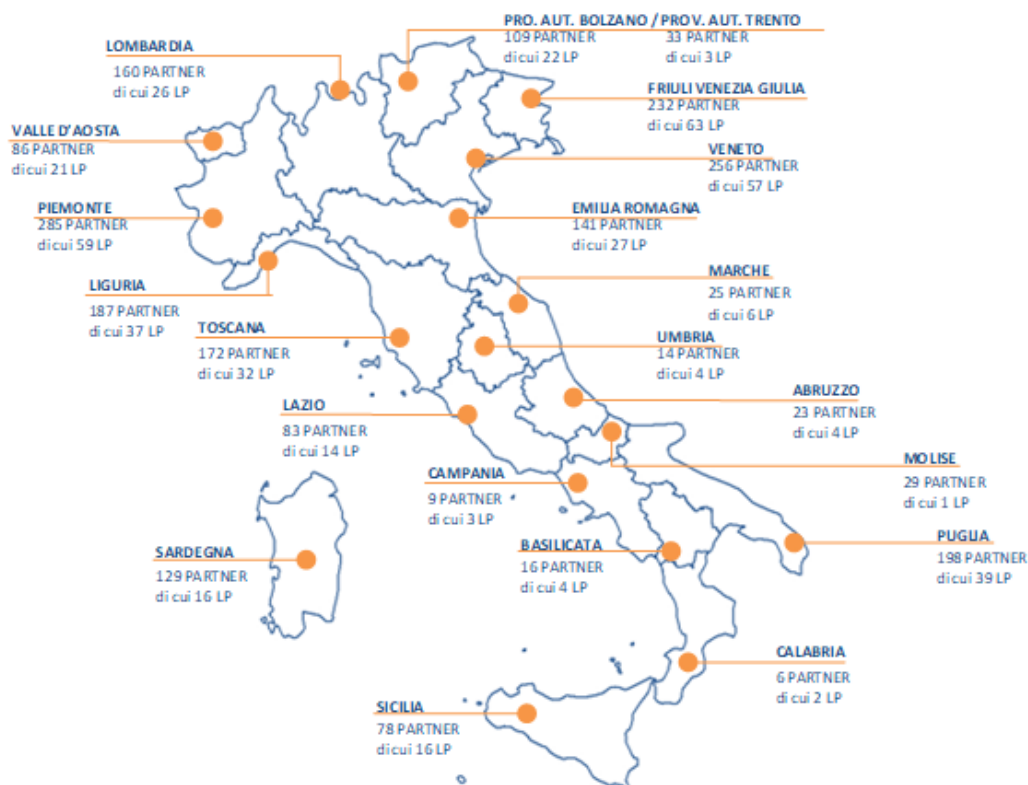 PRO. AUT. BOLZANO / PROV. AUT. TRENTO
109 PARTNER 33 PARTNER
di cui 22 LP di cui 3 LP
LOMBARDIA
160 PARTNER
di cui 26 LP
FRIULI VENEZIA GIULIA
232 PARTNER
di cui 63 LP
VALLE D'AOSTA
86 PARTNER
di cui 21 LP
VENETO
256 PARTNER
di cui 57 LP
PIEMONTE
285 PARTNER
di cui 59 LP
EMILIA ROMAGNA
141 PARTNER
di cui 27 LP
LIGURIA
187 PARTNER
di cui 37 LP
MARCHE
25 PARTNER
di cui 6 LP
TOSCANA
172 PARTNER
di cui 32 LP
UMBRIA
14 PARTNER
di cui 4 LP
ABRUZZO
23 PARTNER
di cui 4 LP
LAZIO
83 PARTNER
di cui 14 LP
MOLISE
29 PARTNER
di cui 1 LP
CAMPANIA
9 PARTNER
di cui 3 LP
PUGLIA
198 PARTNER
di cui 39 LP
BASILICATA
16 PARTNER
di cui 4 LP
SARDEGNA
129 PARTNER
di cui 16 LP
CALABRIA
6 PARTNER
di cui 2 LP
SICILIA
78 PARTNER
di cui 16 LP